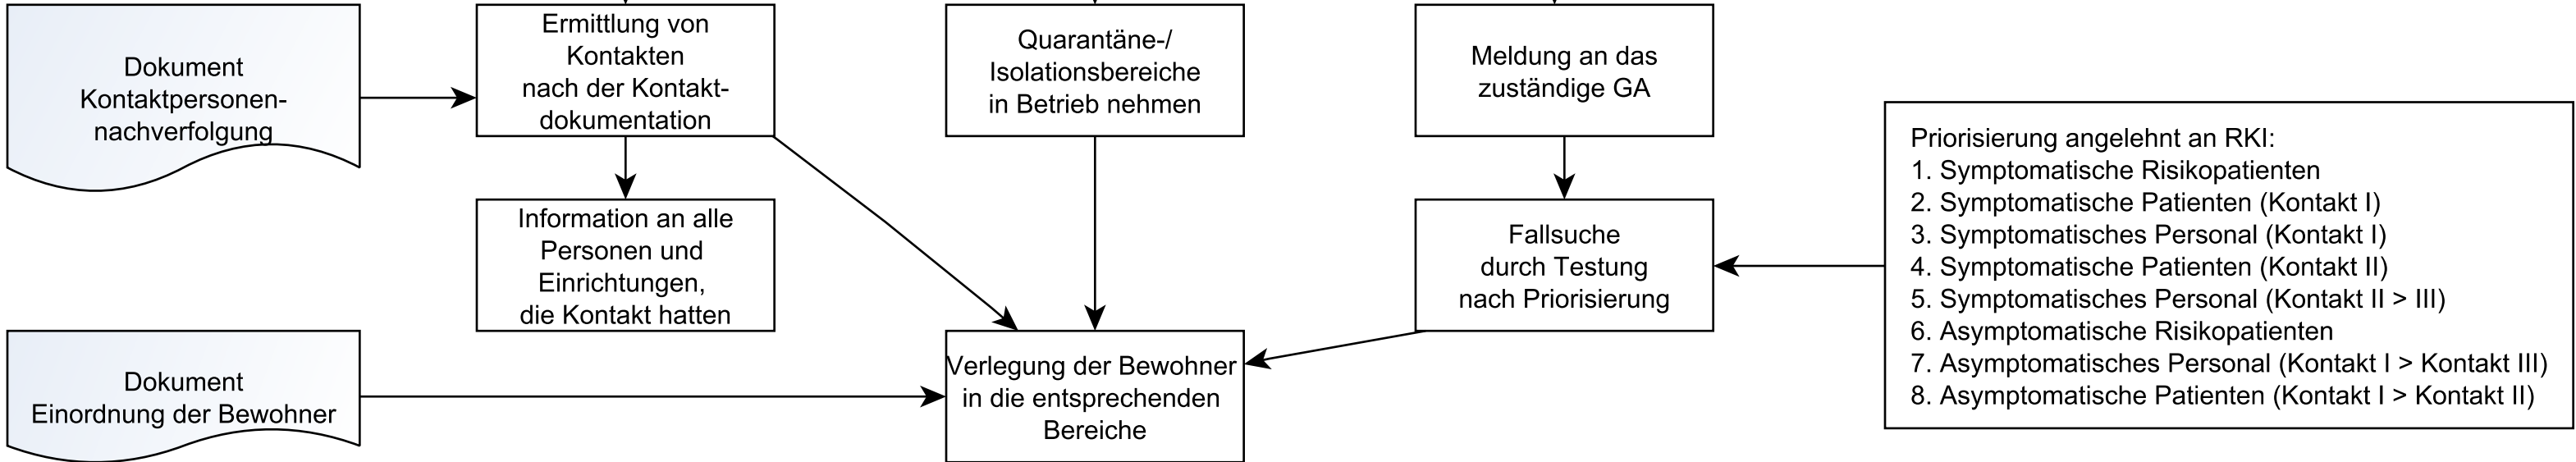 Dokument
Kontaktpersonen-
nachverfolgung
Ermittlung von
Kontakten
nach der Kontakt-
dokumentation
Quarantäne-/
Isolationsbereiche
in Betrieb nehmen
Meldung an das
zuständige GA
Priorisierung angelehnt an RKI:
1. Symptomatische Risikopatienten
2. Symptomatische Patienten (Kontakt I)
3. Symptomatisches Personal (Kontakt I)
4. Symptomatische Patienten (Kontakt II)
5. Symptomatisches Personal (Kontakt II > III)
6. Asymptomatische Risikopatienten
7. Asymptomatisches Personal (Kontakt I > Kontakt III)
8. Asymptomatische Patienten (Kontakt I > Kontakt II)
Information an alle
Personen und
Einrichtungen,
die Kontakt hatten
Fallsuche
durch Testung
nach Priorisierung
Dokument
Einordnung der Bewohner
Verlegung der Bewohner
in die entsprechenden
Bereiche